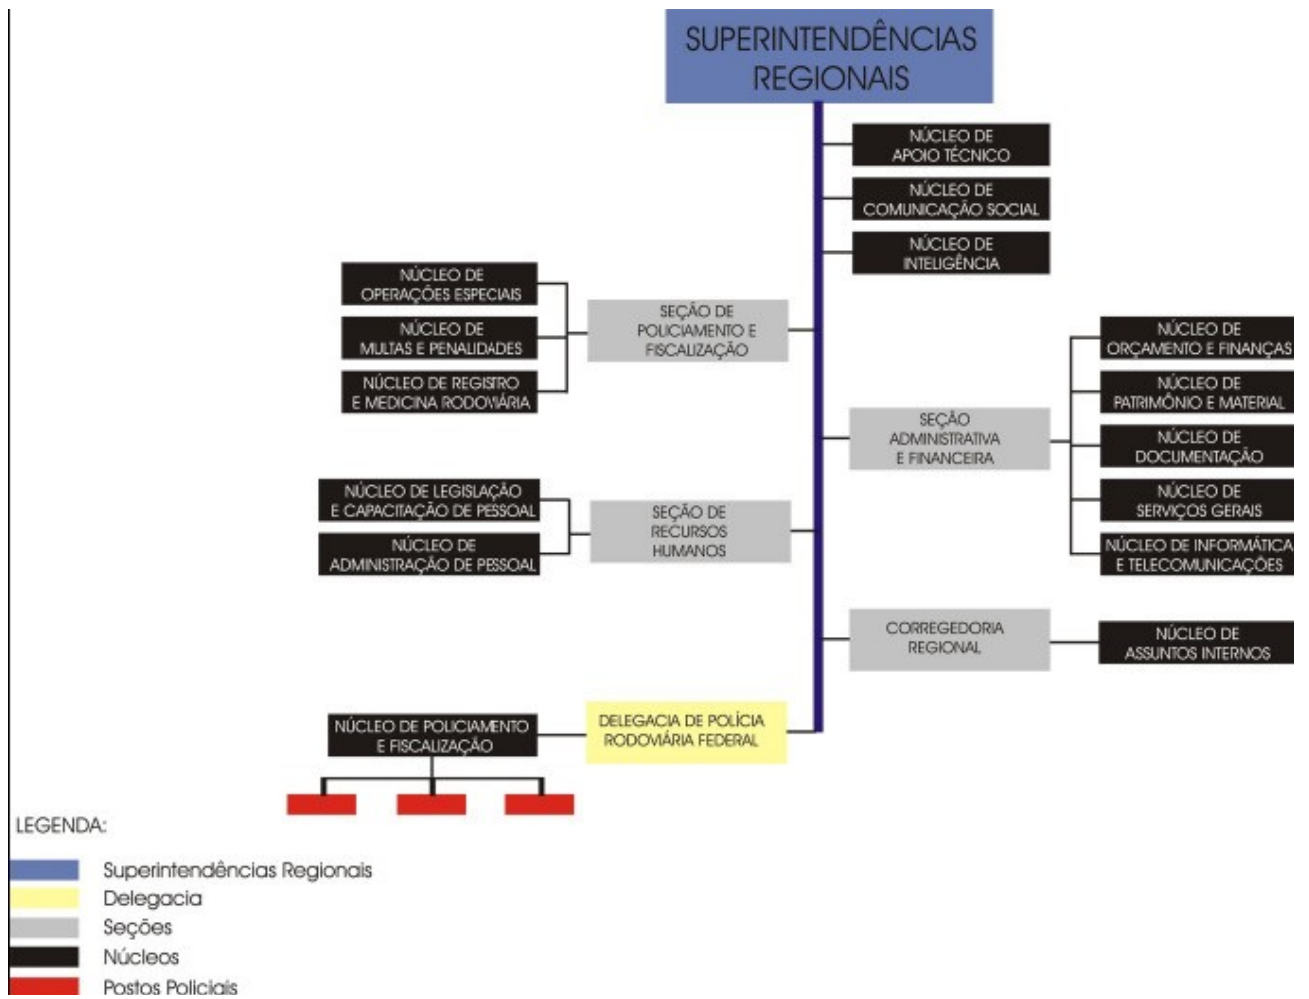 SUPERINTENDÊNCIAS
REGIONAIS
NÚCLEO DE
APOIO TÉCNICO
NÚCLEO DE
COMUNICAÇÃO SOCIAL
NÚCLEO DE
INTELIGÊNCIA
NÚCLEO DE
OPERAÇÕES ESPECIAIS
NÚCLEO DE
MULTAS E PENALIDADES
NÚCLEO DE REGISTRO
E MEDICINA RODOVIÁRIA
SEÇÃO DE
POLICIAMENTO E
FISCALIZAÇÃO
NÚCLEO DE
ORÇAMENTO E FINANÇAS
NÚCLEO DE
PATRIMÔNIO E MATERIAL
NÚCLEO DE
DOCUMENTAÇÃO
NÚCLEO DE
SERVIÇOS GERAIS
NÚCLEO DE INFORMÁTICA
E TELECOMUNICAÇÕES
SEÇÃO
ADMINISTRATIVA
E FINANCEIRA
NÚCLEO DE LEGISLAÇÃO
E CAPACITAÇÃO DE PESSOAL
NÚCLEO DE
ADMINISTRAÇÃO DE PESSOAL
SEÇÃO DE
RECURSOS
HUMANOS
CORREGEDORIA
REGIONAL
NÚCLEO DE
ASSUNTOS INTERNOS
NÚCLEO DE POLICIAMENTO
E FISCALIZAÇÃO
DELEGACIA DE POLÍCIA
RODOVIÁRIA FEDERAL
LEGENDA:
Superintendências Regionais
Delegacia
Seções
Núcleos
Postos Policiais